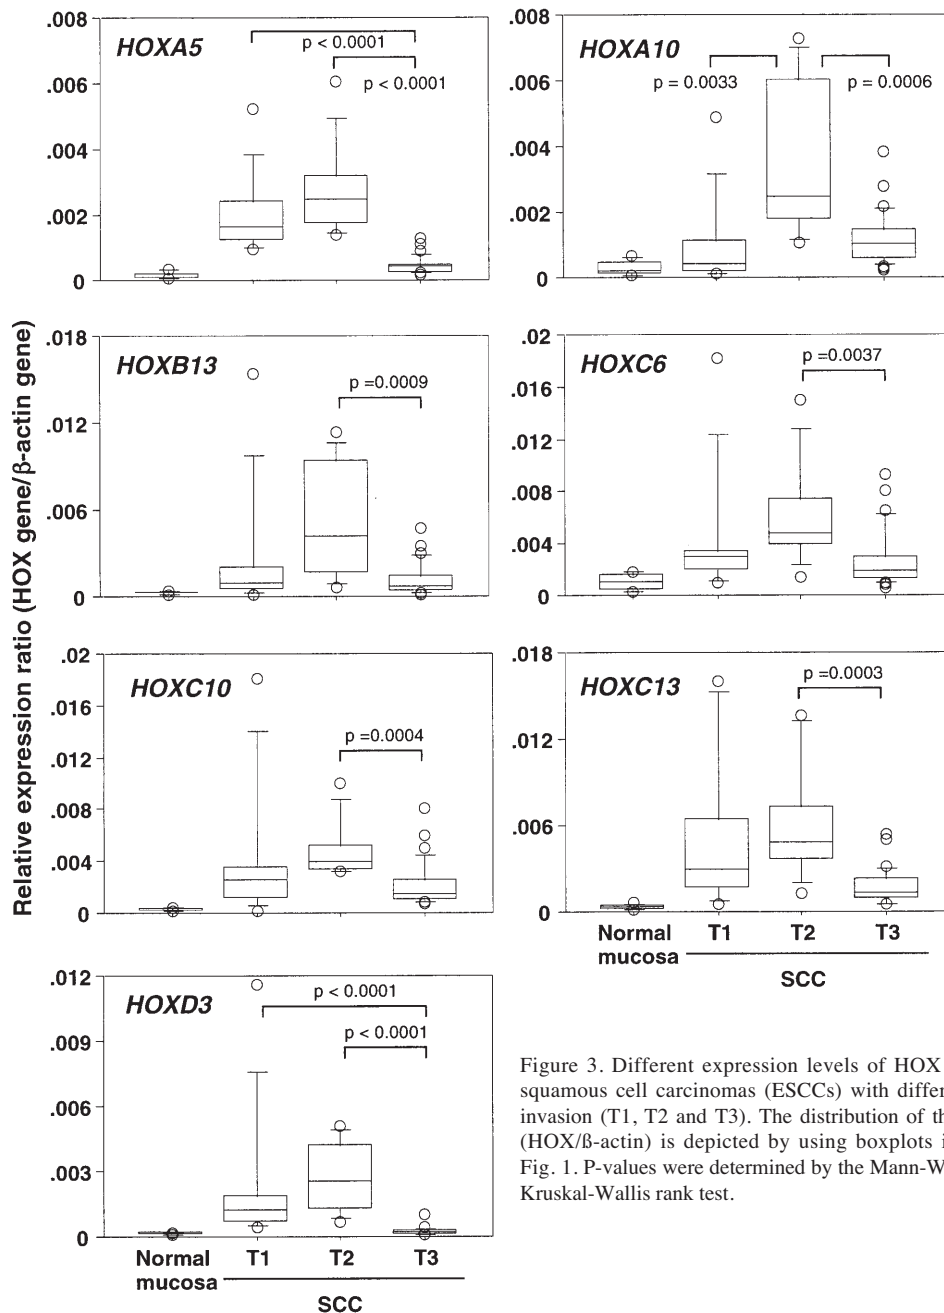 Relative expression ratio (HOX gene/β-actin gene)
HOXA5
.008
.006
.004
.002
0
p < 0.0001
p < 0.0001
HOXA10
.008
.006
.004
.002
0
p = 0.0033
p = 0.0006
HOXB13
.018
.012
.006
0
p =0.0009
HOXC6
.02
.016
.012
.008
.004
0
p =0.0037
HOXC10
.02
.016
.012
.008
.004
0
p =0.0004
HOXC13
.018
.012
.006
0
p =0.0003
Normal mucosa
T1
T2
T3
SCC
HOXD3
.012
.009
.006
.003
0
p < 0.0001
p < 0.0001
Normal mucosa
T1
T2
T3
SCC
Figure 3. Different expression levels of HOX
squamous cell carcinomas (ESCCs) with differ
invasion (T1, T2 and T3). The distribution of th
(HOX/ß-actin) is depicted by using boxplots i
Fig. 1. P-values were determined by the Mann-W
Kruskal-Wallis rank test.